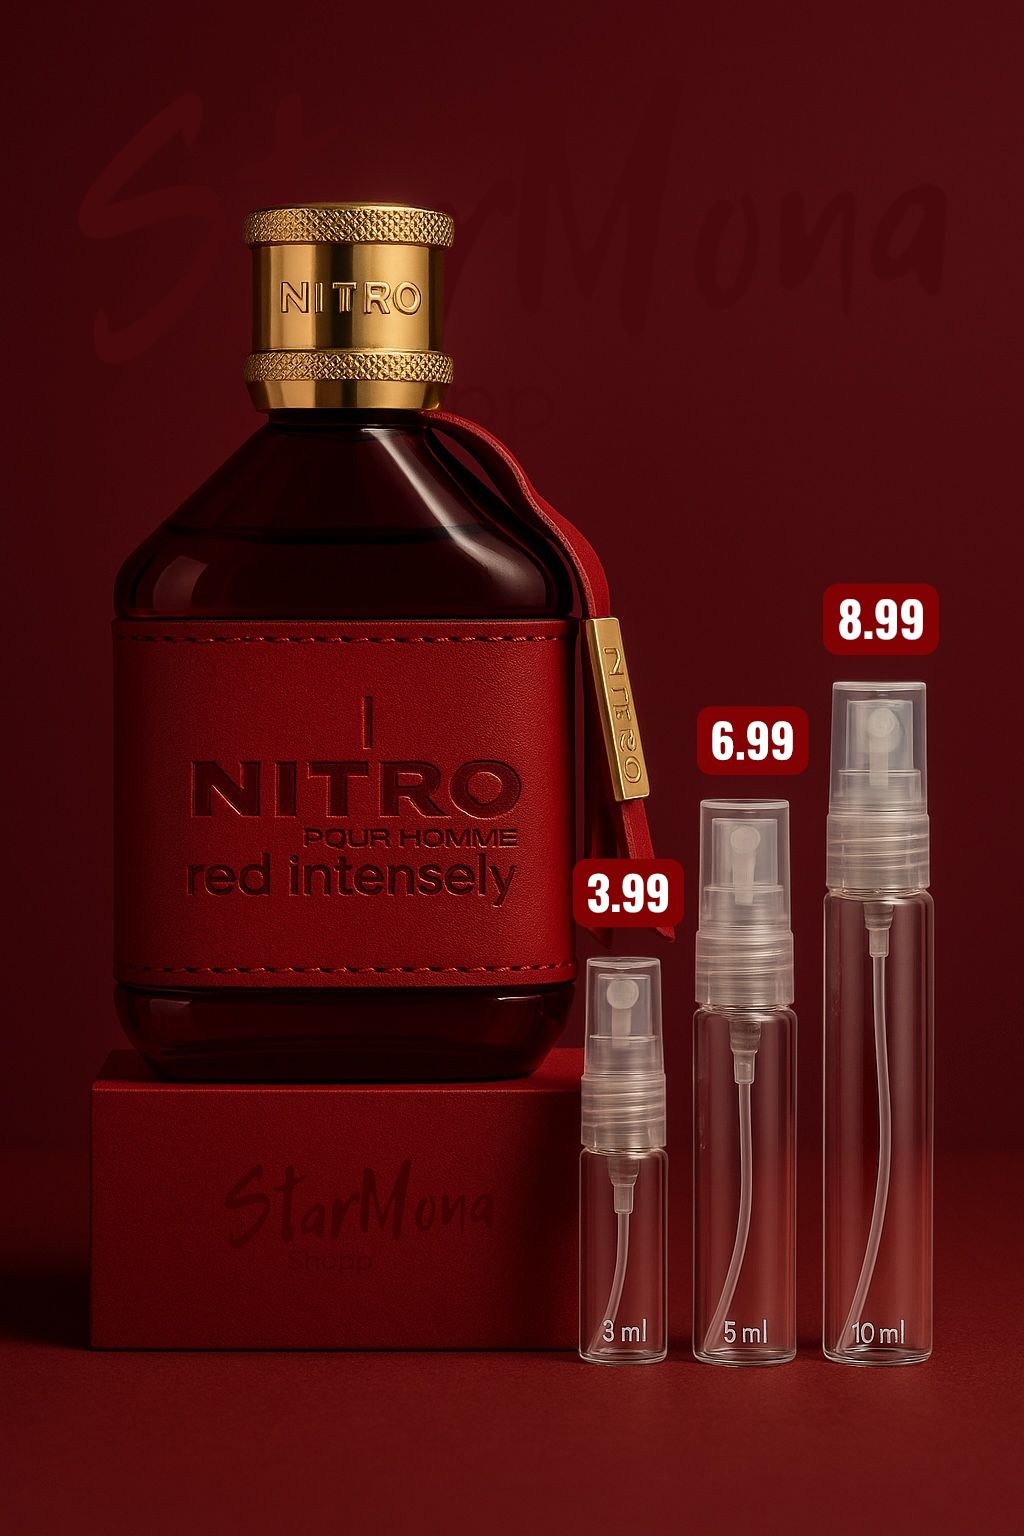 StarMona
Shopp
NITRO
NITRO
NITRO
POUR HOMME
red intensely
3.99
6.99
8.99
StarMona
Shopp
3 ml
5 ml
10 ml